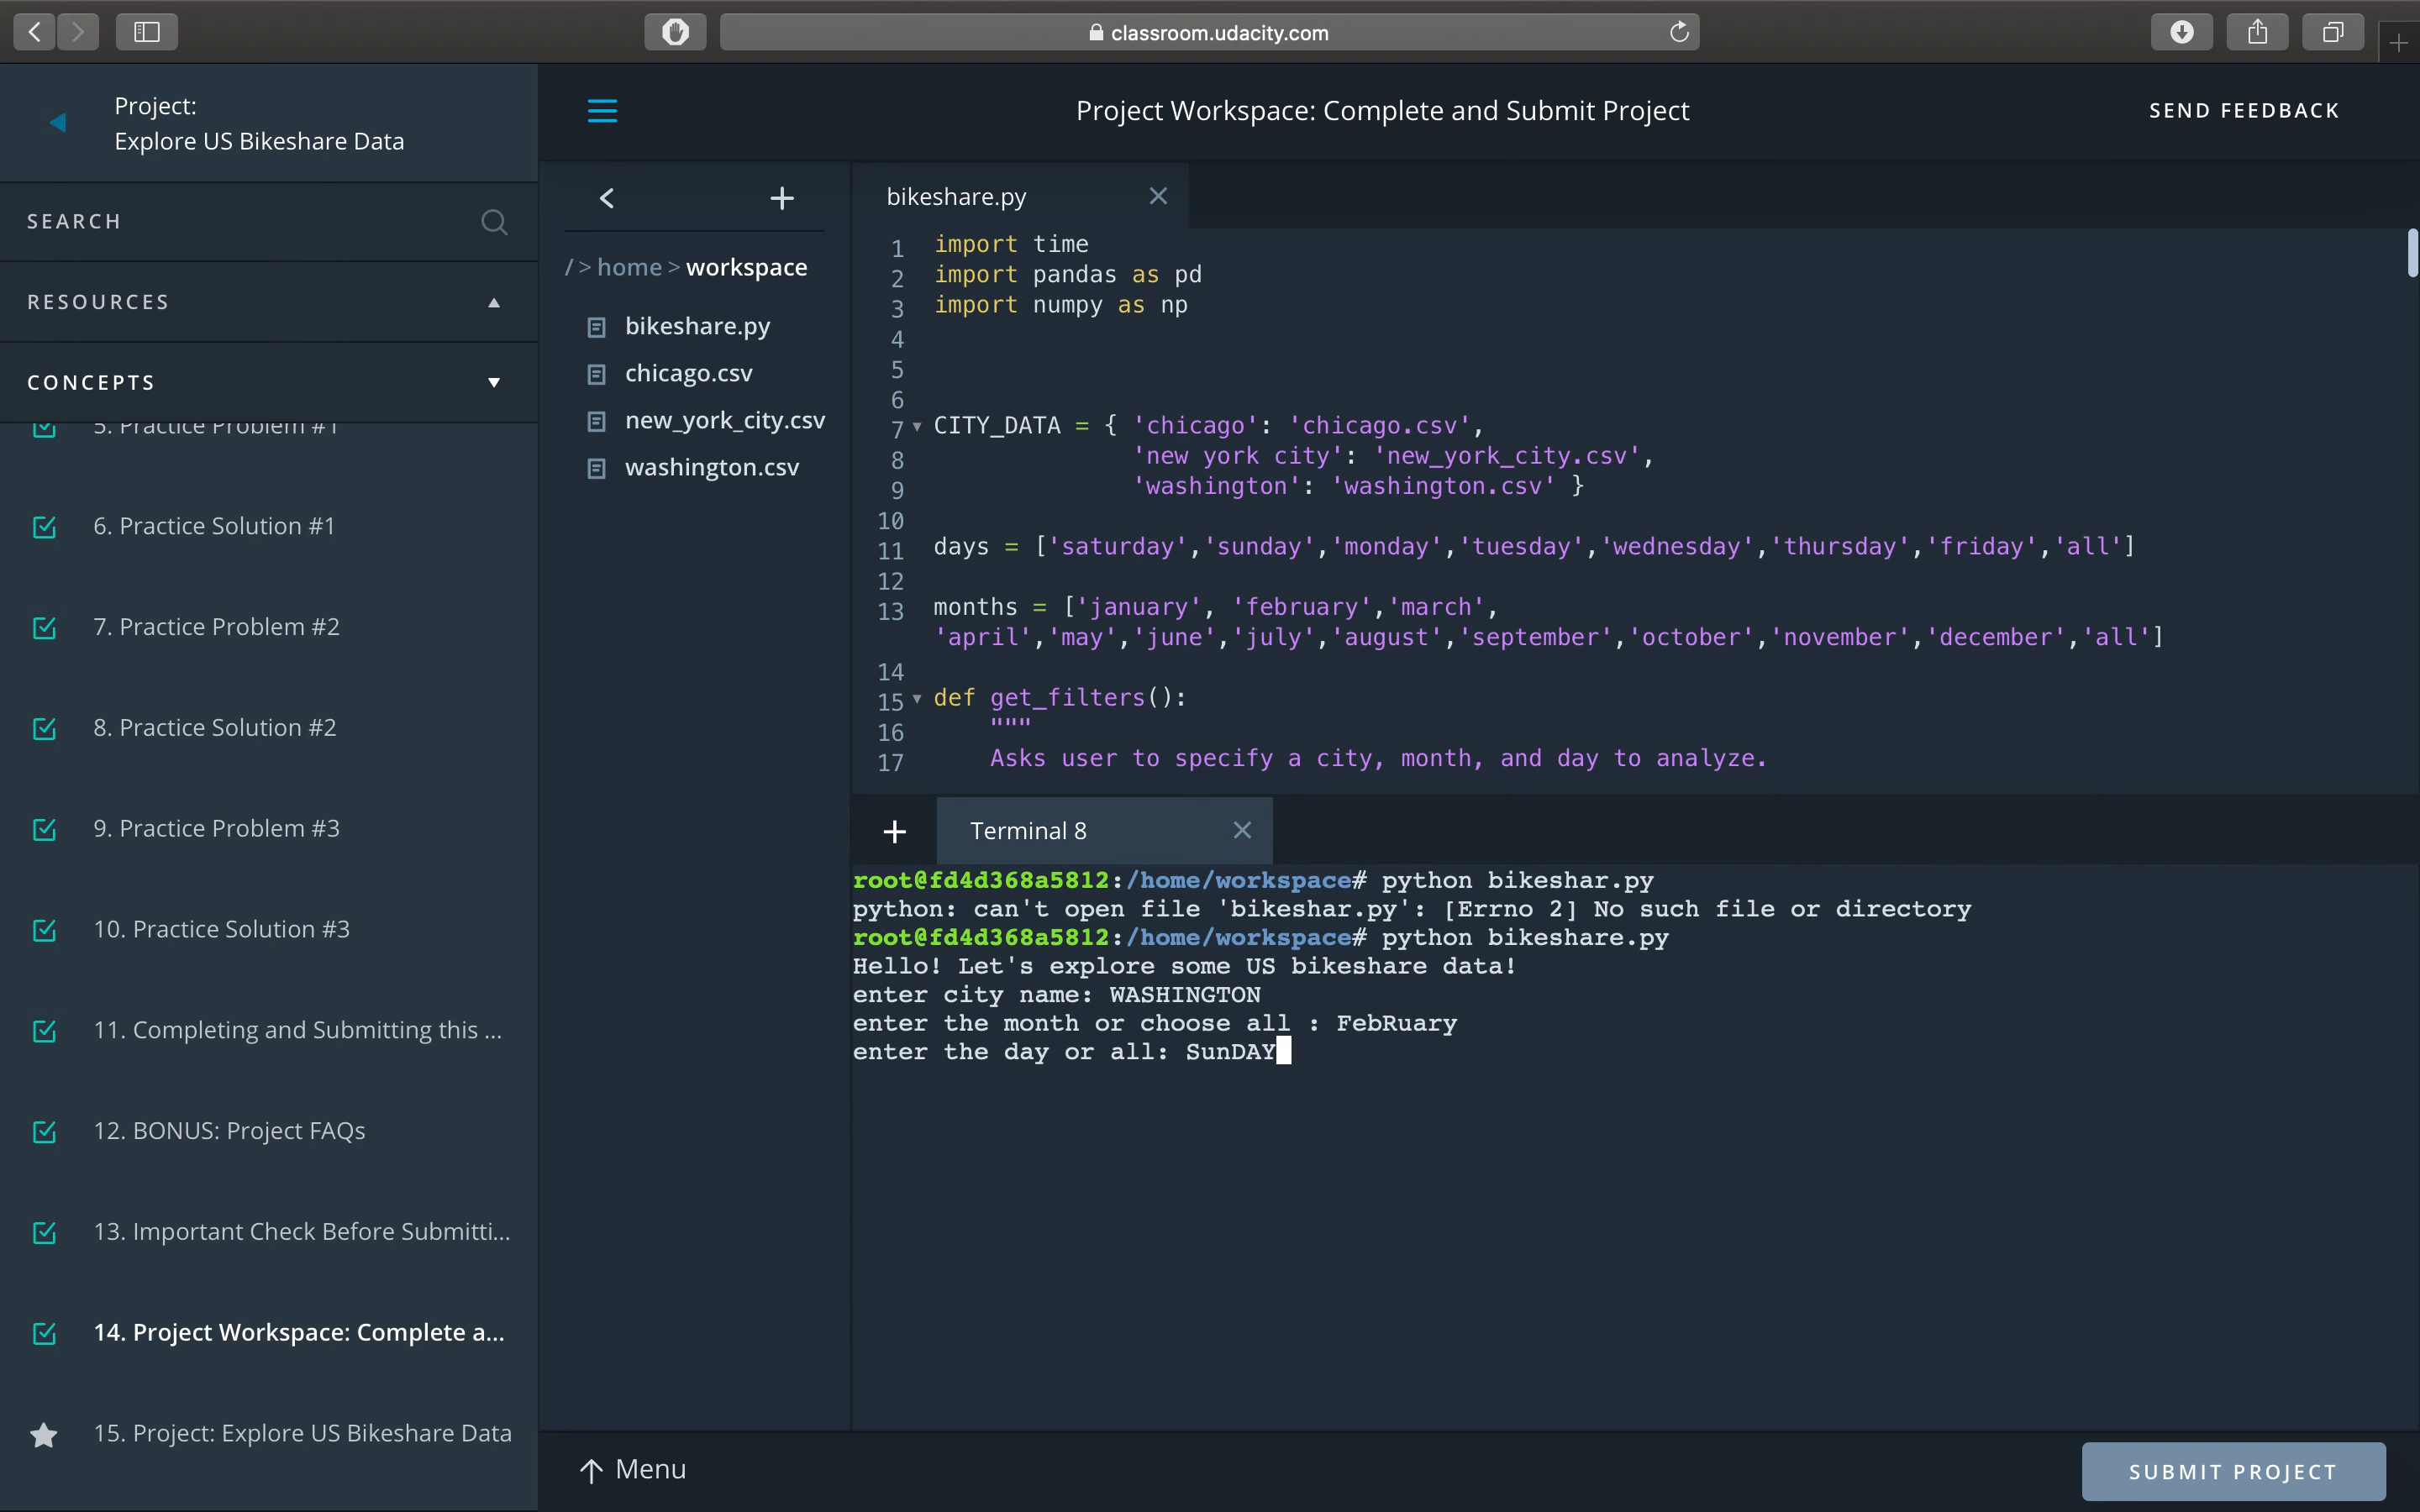 classroom.udacity.com
Project:
Explore US Bikeshare Data
SEARCH
RESOURCES
CONCEPTS
5. Practice Problem #1
6. Practice Solution #1
7. Practice Problem #2
8. Practice Solution #2
9. Practice Problem #3
10. Practice Solution #3
11. Completing and Submitting this ...
12. BONUS: Project FAQs
13. Important Check Before Submitti...
14. Project Workspace: Complete a...
15. Project: Explore US Bikeshare Data
Project Workspace: Complete and Submit Project
SEND FEEDBACK
/ > home > workspace
bikeshare.py
chicago.csv
new_york_city.csv
washington.csv
bikeshare.py
1 import time
2 import pandas as pd
3 import numpy as np
4
5
6
7 CITY_DATA = { 'chicago': 'chicago.csv',
8 'new york city': 'new_york_city.csv',
9 'washington': 'washington.csv' }
10
11 days = ['saturday','sunday','monday','tuesday','wednesday','thursday','friday','all']
12
13 months = ['january', 'february','march',
'april','may','june','july','august','september','october','november','december','all']
14
15 def get_filters():
16 """
17 Asks user to specify a city, month, and day to analyze.
Terminal 8
root@fd4d368a5812:/home/workspace# python bikeshar.py
python: can't open file 'bikeshar.py': [Errno 2] No such file or directory
root@fd4d368a5812:/home/workspace# python bikeshare.py
Hello! Let's explore some US bikeshare data!
enter city name: WASHINGTON
enter the month or choose all : FebRuary
enter the day or all: SunDAY
Menu
SUBMIT PROJECT